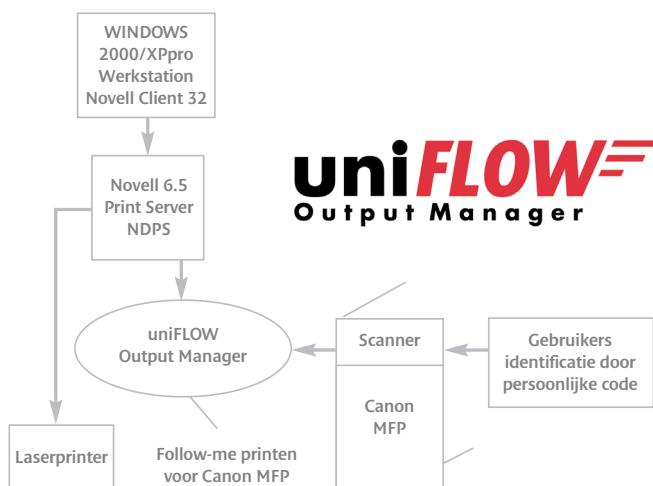 WINDOWS
2000/XPpro
Werkstation
Novell Client 32
Novell 6.5
Print Server
NDPS
uniFLOW
Output Manager
uniFLOW
Output Manager
Scanner
Gebruikers
identificatie door
persoonlijke code
Canon
MFP
Laserprinter
Follow-me printen
voor Canon MFP